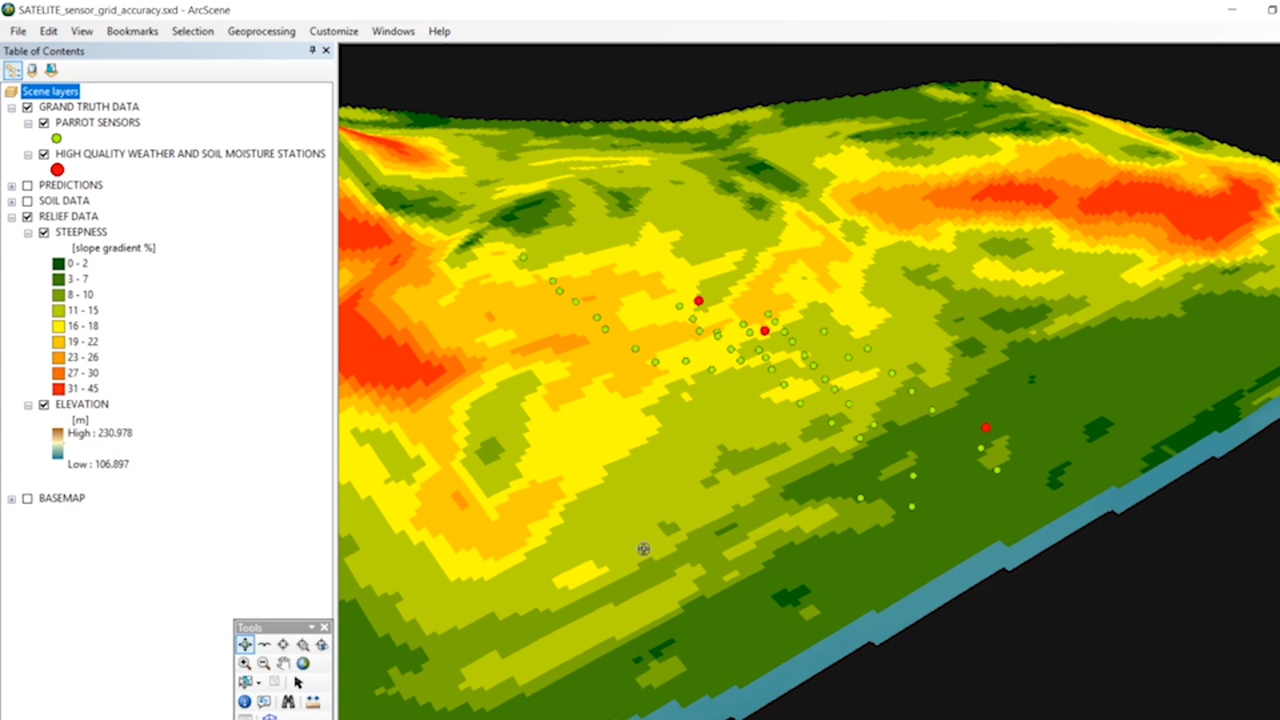 SATELITE_sensor_grid_accuracy.sxd - ArcScene
File Edit View Bookmarks Selection Geoprocessing Customize Windows Help
Table of Contents
Scene layers
GRAND TRUTH DATA
PARROT SENSORS
HIGH QUALITY WEATHER AND SOIL MOISTURE STATIONS
PREDICTIONS
SOIL DATA
RELIEF DATA
STEEPNESS
[slope gradient %]
0 - 2
3 - 7
8 - 10
11 - 15
16 - 18
19 - 22
23 - 26
27 - 30
31 - 45
ELEVATION
[m]
High : 230.978
Low : 106.897
BASEMAP
Tools